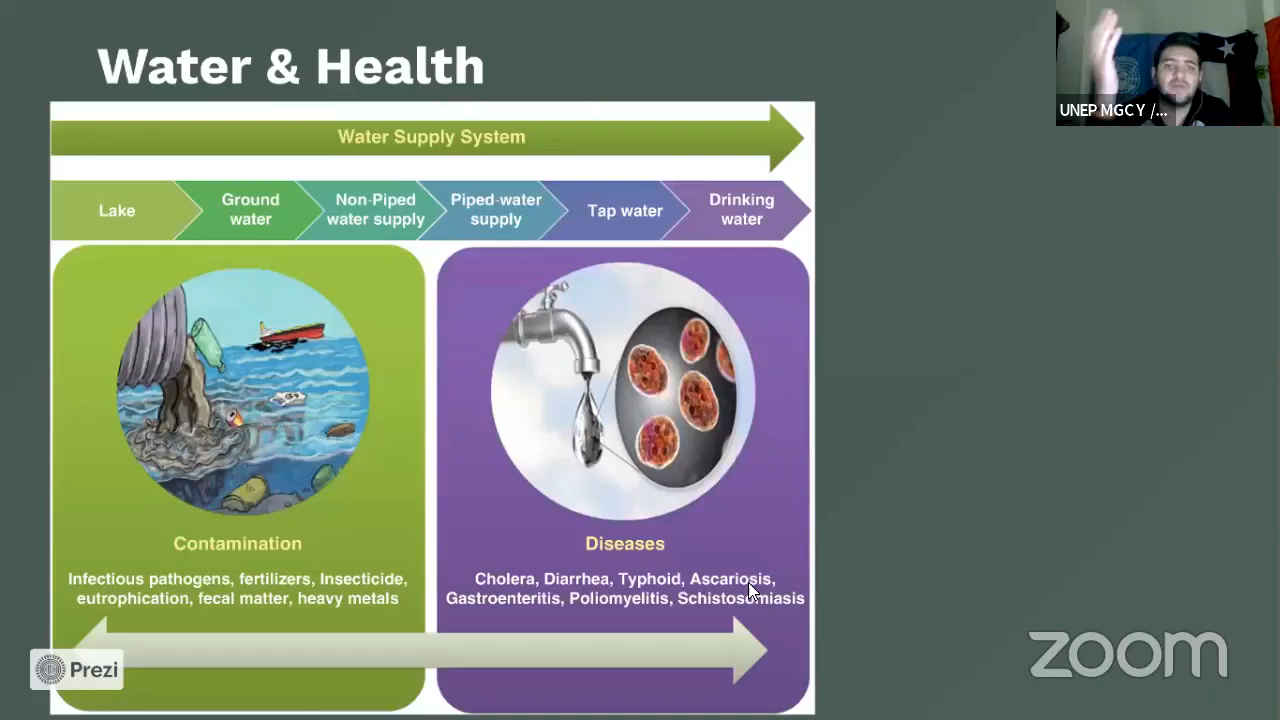 Water & Health
UNEP MGCY /...
Water Supply System
Lake
Ground
water
Non-Piped
water supply
Piped-water
supply
Tap water
Drinking
water
Contamination
Infectious pathogens, fertilizers, Insecticide,
eutrophication, fecal matter, heavy metals
Diseases
Cholera, Diarrhea, Typhoid, Ascariosis,
Gastroenteritis, Poliomyelitis, Schistosomiasis
Prezi
zoom